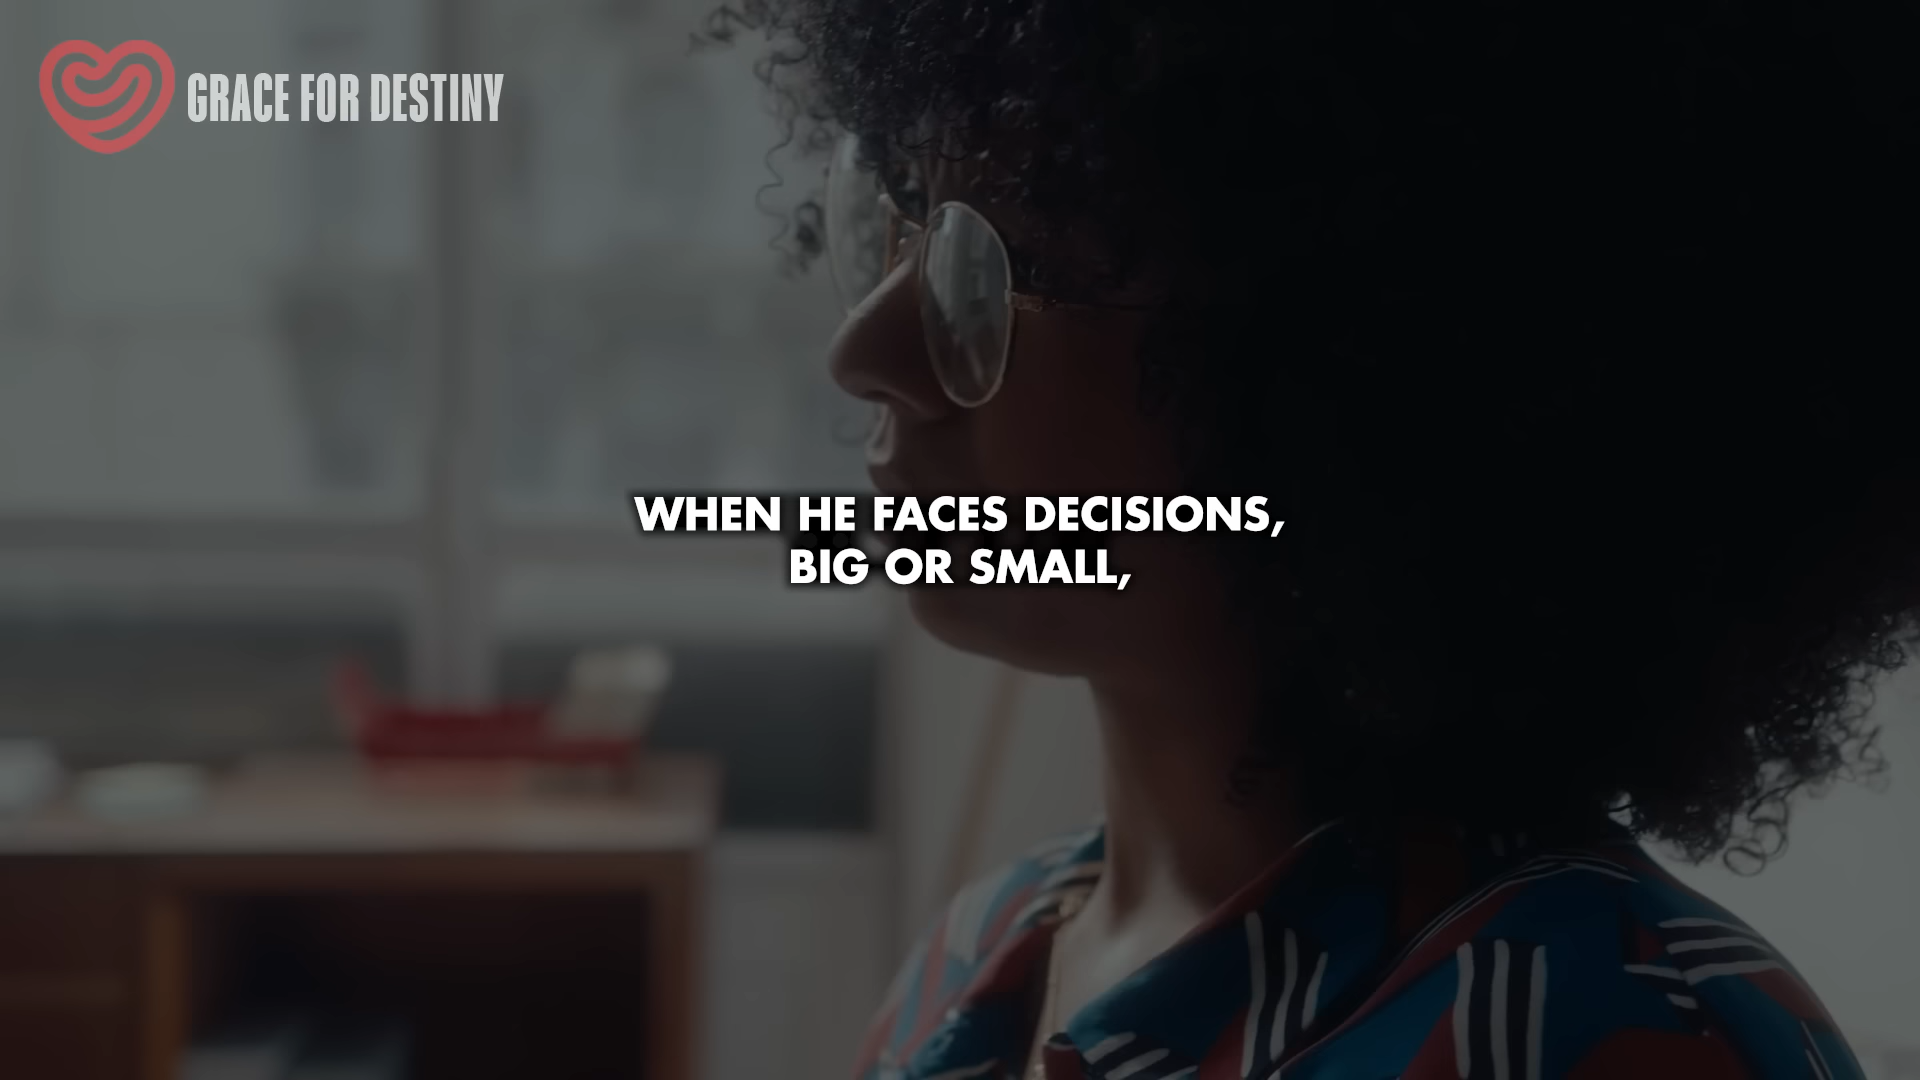 GRACE FOR DESTINY
WHEN HE FACES DECISIONS,
BIG OR SMALL,